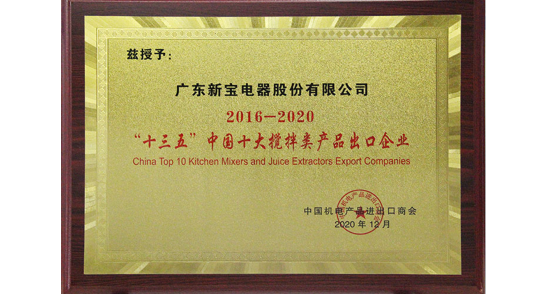 兹授予：
广东新宝电器股份有限公司
2016—2020
“十三五”中国十大搅拌类产品出口企业
China Top 10 Kitchen Mixers and Juice Extractors Export Companies
中国机电产品进出口商会
2020年12月